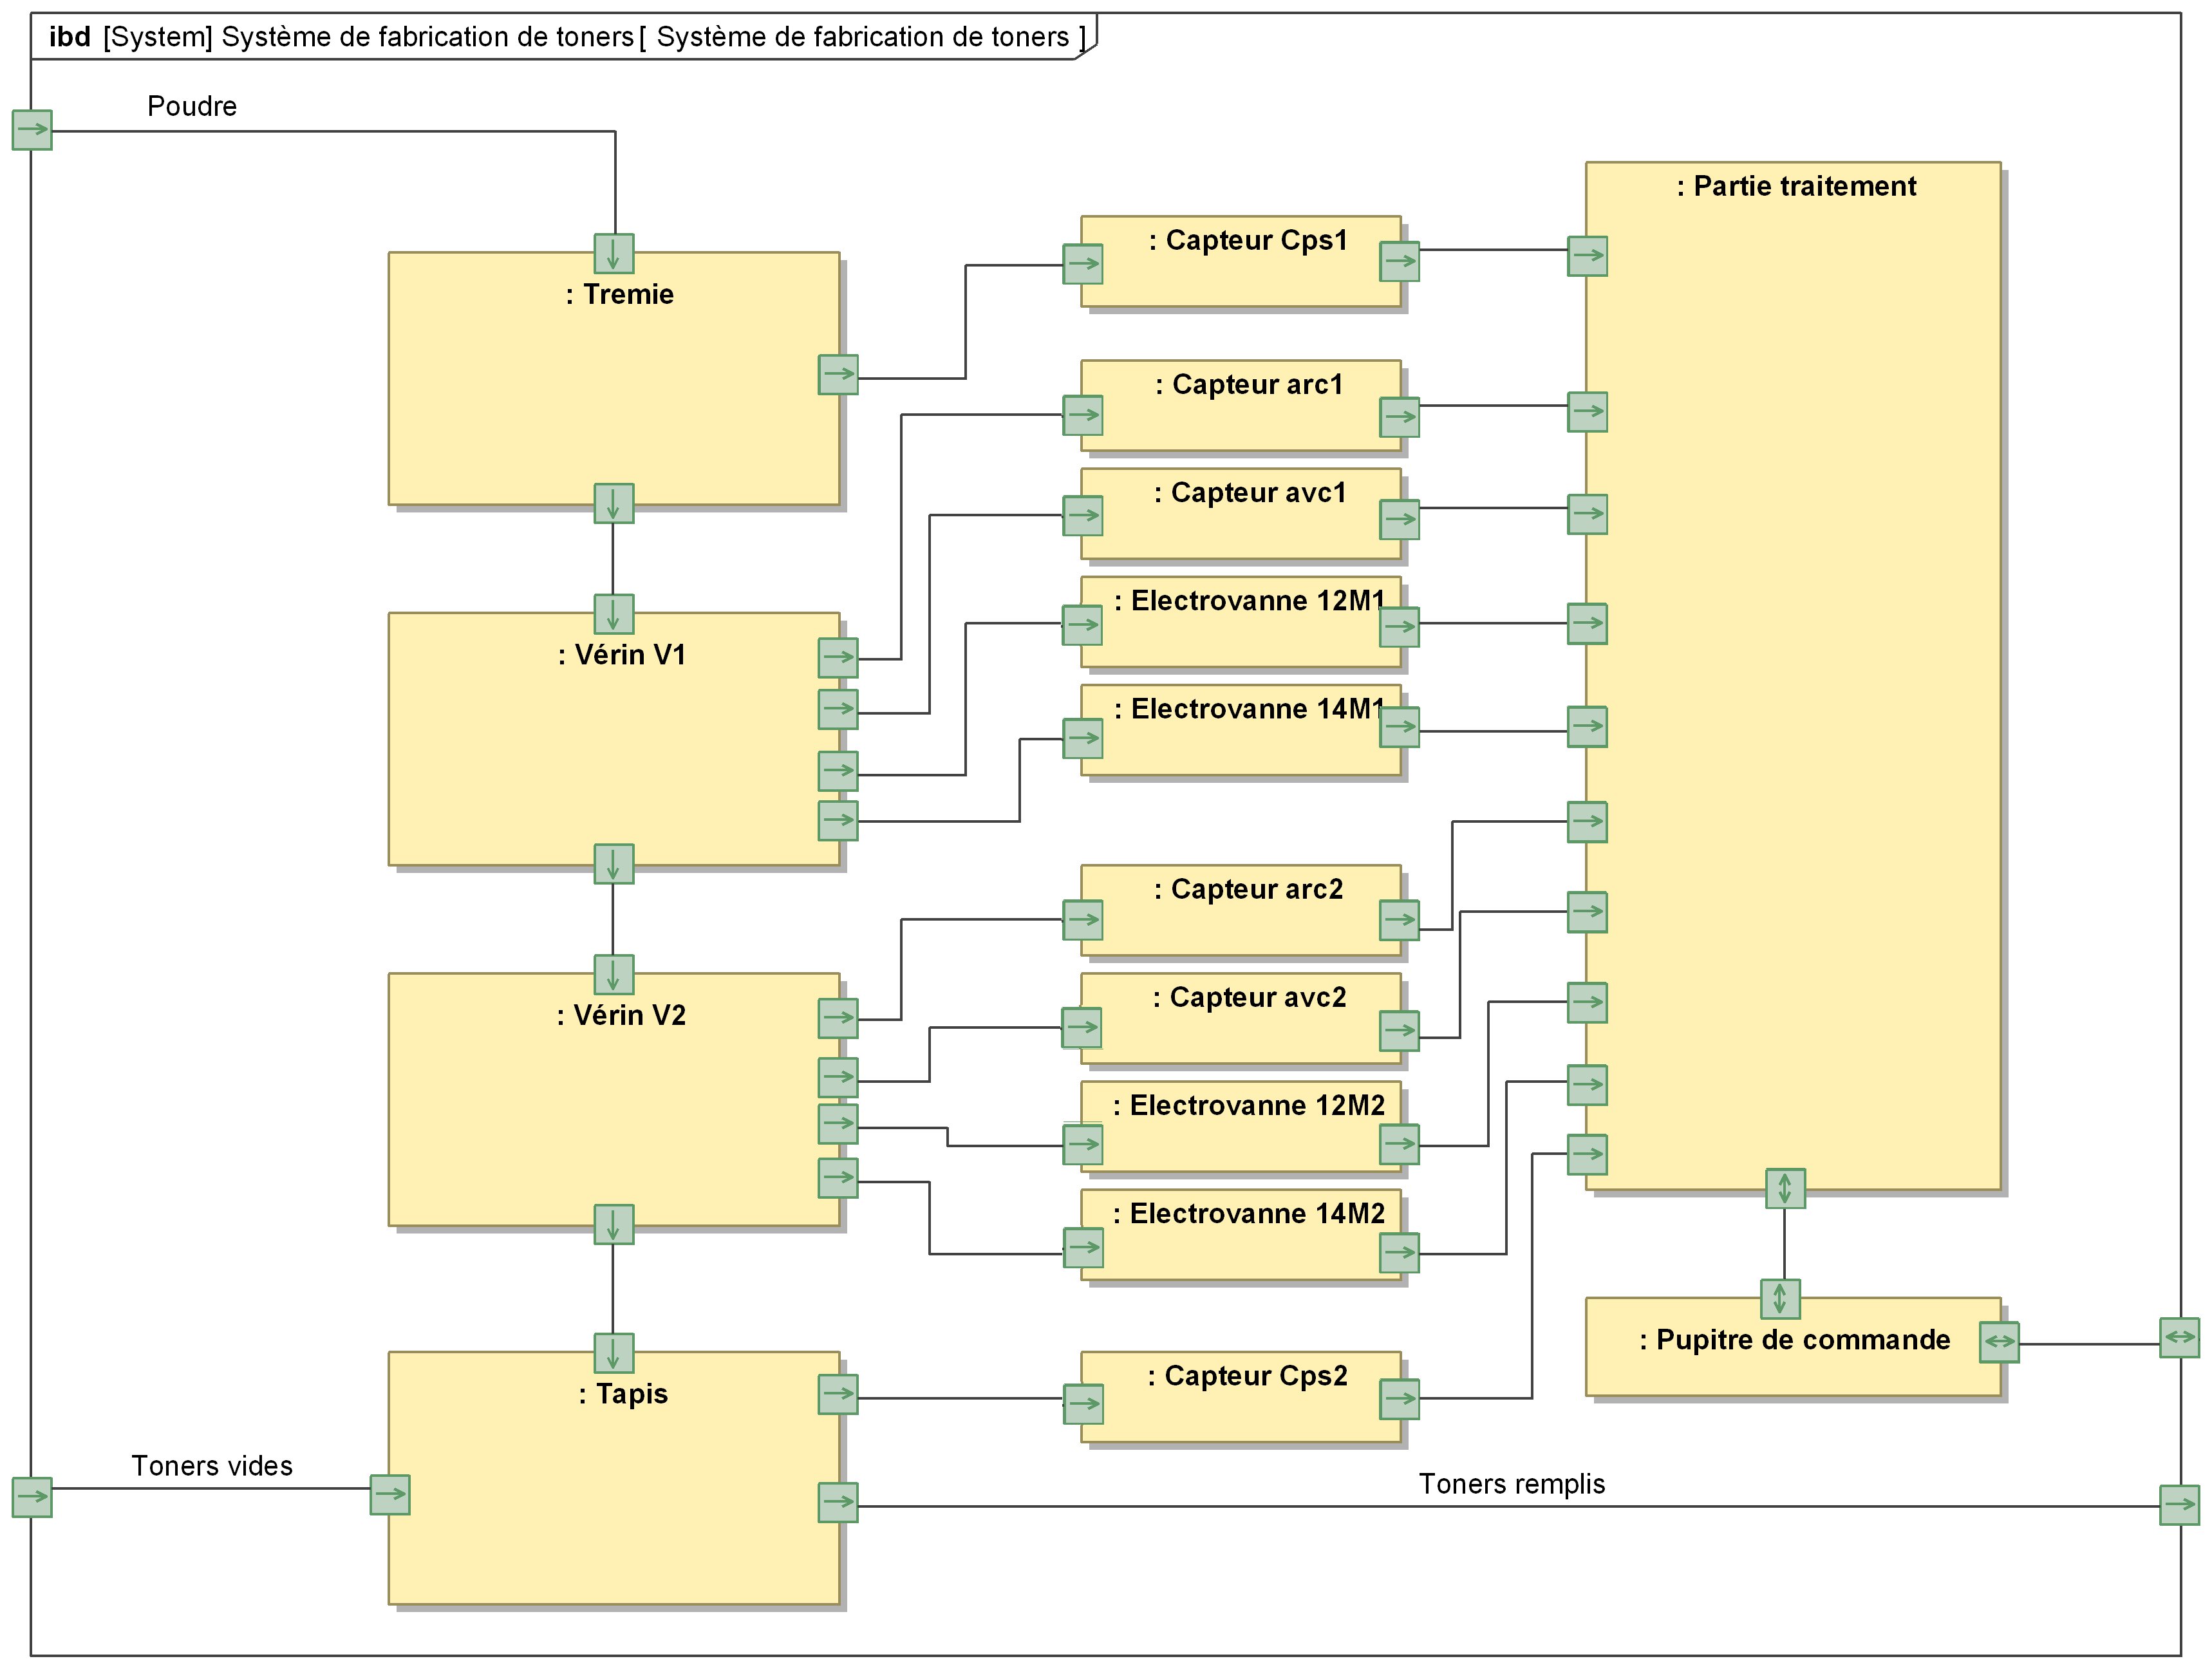 ibd [System] Système de fabrication de toners[ Système de fabrication de toners ]
Poudre
: Partie traitement
: Capteur Cps1
: Tremie
: Capteur arc1
: Capteur avc1
: Electrovanne 12M1
: Vérin V1
: Electrovanne 14M1
: Capteur arc2
: Capteur avc2
: Vérin V2
: Electrovanne 12M2
: Electrovanne 14M2
: Pupitre de commande
: Capteur Cps2
: Tapis
Toners vides
Toners remplis